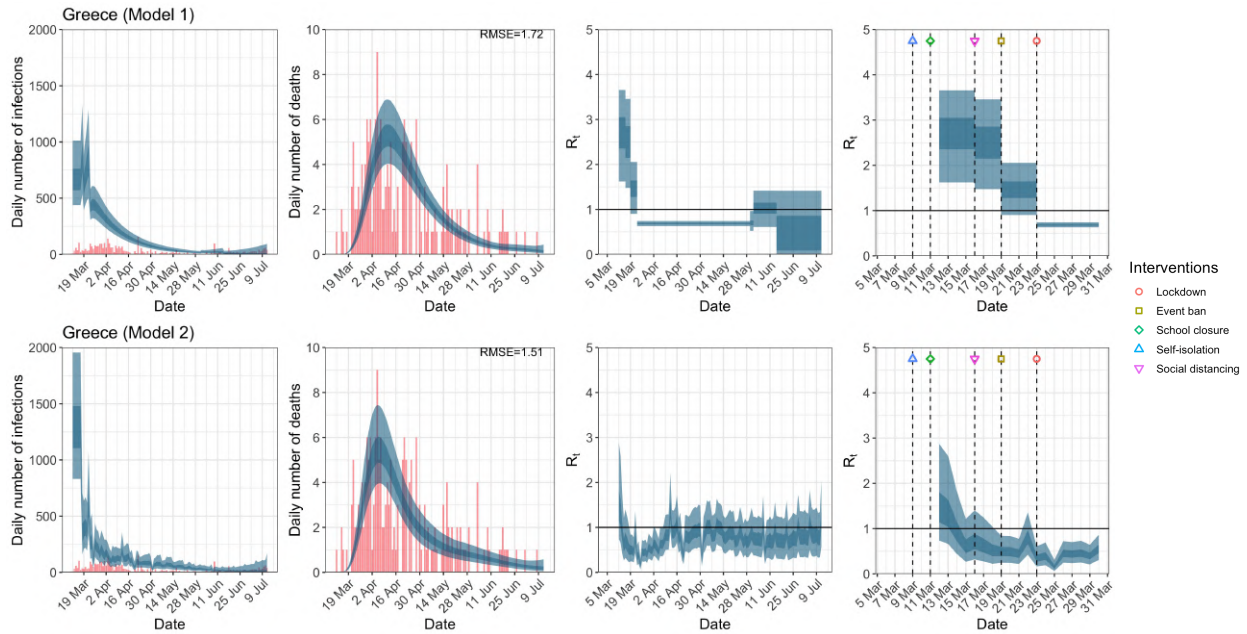 Greece (Model 1)
Daily number of infections
2000
1500
1000
500
0
19 Mar
2 Apr
16 Apr
30 Apr
14 May
28 May
11 Jun
25 Jun
9 Jul
Date
Daily number of deaths
RMSE=1.72
10
8
6
4
2
0
19 Mar
2 Apr
16 Apr
30 Apr
14 May
28 May
11 Jun
25 Jun
9 Jul
Date
Rt
5
4
3
2
1
0
5 Mar
19 Mar
2 Apr
16 Apr
30 Apr
14 May
28 May
11 Jun
25 Jun
9 Jul
Date
Rt
5
4
3
2
1
0
5 Mar
7 Mar
9 Mar
11 Mar
13 Mar
15 Mar
17 Mar
19 Mar
21 Mar
23 Mar
25 Mar
27 Mar
29 Mar
31 Mar
Date
Interventions
Lockdown
Event ban
School closure
Self-isolation
Social distancing
Greece (Model 2)
Daily number of infections
2000
1500
1000
500
0
19 Mar
2 Apr
16 Apr
30 Apr
14 May
28 May
11 Jun
25 Jun
9 Jul
Date
Daily number of deaths
RMSE=1.51
10
8
6
4
2
0
19 Mar
2 Apr
16 Apr
30 Apr
14 May
28 May
11 Jun
25 Jun
9 Jul
Date
Rt
5
4
3
2
1
0
5 Mar
19 Mar
2 Apr
16 Apr
30 Apr
14 May
28 May
11 Jun
25 Jun
9 Jul
Date
Rt
5
4
3
2
1
0
5 Mar
7 Mar
9 Mar
11 Mar
13 Mar
15 Mar
17 Mar
19 Mar
21 Mar
23 Mar
25 Mar
27 Mar
29 Mar
31 Mar
Date